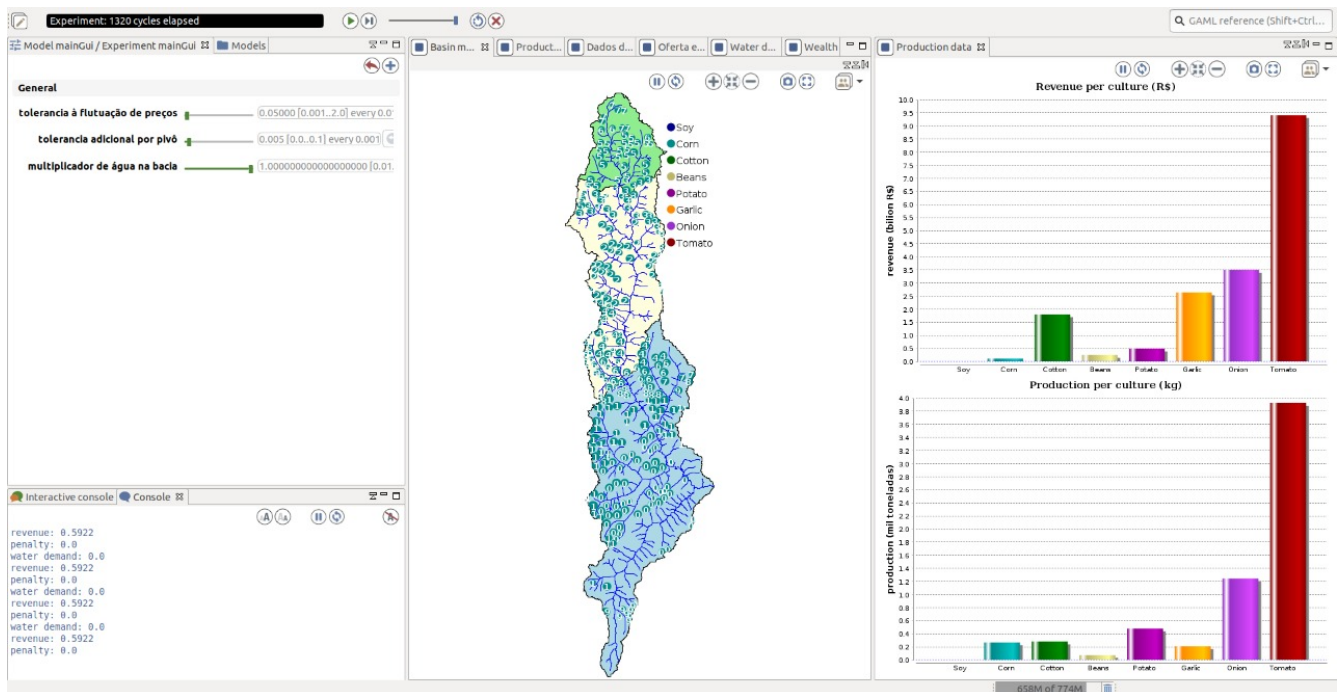 Experiment: 1320 cycles elapsed
GAML reference (Shift+Ctrl...
Model mainGui / Experiment mainGui
Models
General
tolerancia à flutuação de preços
0.05000 [0.001..2.0] every 0.0
tolerancia adicional por pivô
0.005 [0.0..0.1] every 0.001
multiplicador de água na bacia
1.0000000000000000 [0.01.
Interactive console
Console
revenue: 0.5922
penalty: 0.0
water demand: 0.0
revenue: 0.5922
penalty: 0.0
water demand: 0.0
revenue: 0.5922
penalty: 0.0
water demand: 0.0
revenue: 0.5922
penalty: 0.0
Basin m...
Product...
Dados d...
Oferta e...
Water d...
Wealth
Soy
Corn
Cotton
Beans
Potato
Garlic
Onion
Tomato
Production data
Revenue per culture (R$)
revenue (bilion R$)
10.0
9.5
9.0
8.5
8.0
7.5
7.0
6.5
6.0
5.5
5.0
4.5
4.0
3.5
3.0
2.5
2.0
1.5
1.0
0.5
0.0
Soy Corn Cotton Beans Potato Garlic Onion Tomato
Production per culture (kg)
production (mil toneladas)
4.0
3.8
3.6
3.4
3.2
3.0
2.8
2.6
2.4
2.2
2.0
1.8
1.6
1.4
1.2
1.0
0.8
0.6
0.4
0.2
0.0
Soy Corn Cotton Beans Potato Garlic Onion Tomato
658M of 774M